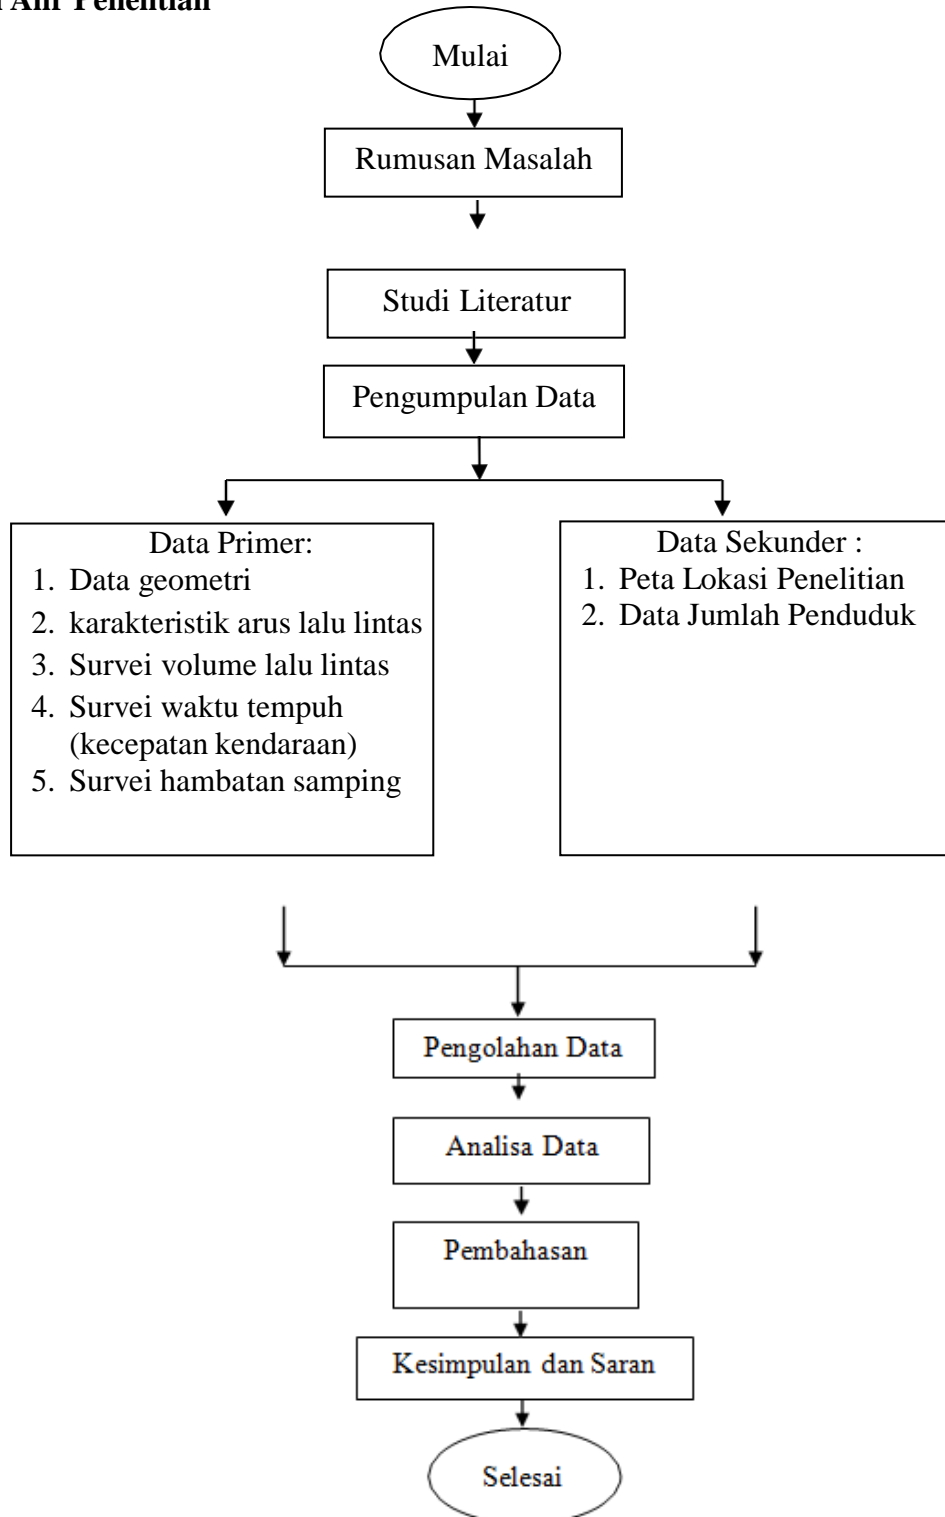 Alir Penelitian
Mulai
Rumusan Masalah
Studi Literatur
Pengumpulan Data
Data Primer:
1. Data geometri
2. karakteristik arus lalu lintas
3. Survei volume lalu lintas
4. Survei waktu tempuh
(kecepatan kendaraan)
5. Survei hambatan samping
Data Sekunder :
1. Peta Lokasi Penelitian
2. Data Jumlah Penduduk
Pengolahan Data
Analisa Data
Pembahasan
Kesimpulan dan Saran
Selesai